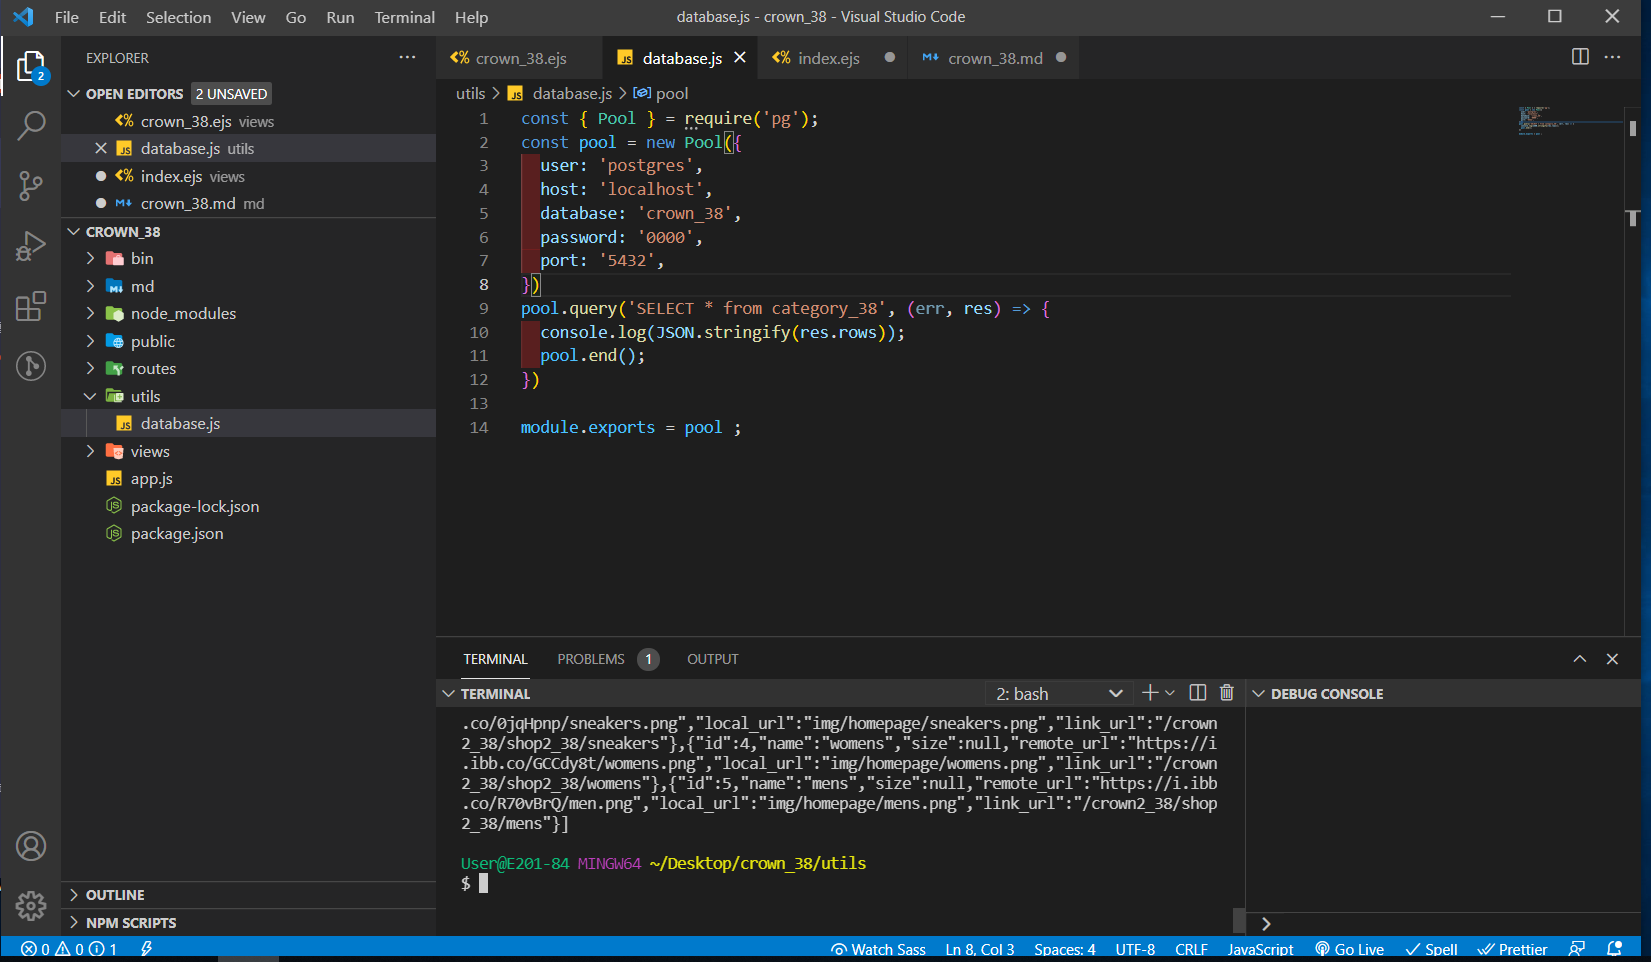 File Edit Selection View Go Run Terminal Help
database.js - crown_38 - Visual Studio Code
EXPLORER
2
OPEN EDITORS 2 UNSAVED
crown_38.ejs views
database.js utils
index.ejs views
crown_38.md md
CROWN_38
bin
md
node_modules
public
routes
utils
database.js
views
app.js
package-lock.json
package.json
OUTLINE
NPM SCRIPTS
crown_38.ejs database.js index.ejs crown_38.md
utils > database.js > pool
1 const { Pool } = require('pg');
2 const pool = new Pool({
3 user: 'postgres',
4 host: 'localhost',
5 database: 'crown_38',
6 password: '0000',
7 port: '5432',
8 })
9 pool.query('SELECT * from category_38', (err, res) => {
10 console.log(JSON.stringify(res.rows));
11 pool.end();
12 })
13
14 module.exports = pool ;
TERMINAL PROBLEMS 1 OUTPUT
TERMINAL 2: bash
DEBUG CONSOLE
.co/0jqHpnp/sneakers.png","local_url":"img/homepage/sneakers.png","link_url":"/crown
2_38/shop2_38/sneakers"},{"id":4,"name":"womens","size":null,"remote_url":"https://i
.ibb.co/GCCdy8t/womens.png","local_url":"img/homepage/womens.png","link_url":"/crown
2_38/shop2_38/womens"},{"id":5,"name":"mens","size":null,"remote_url":"https://i.ibb
.co/R70vBrQ/men.png","local_url":"img/homepage/mens.png","link_url":"/crown2_38/shop
2_38/mens"}]
User@E201-84 MINGW64 ~/Desktop/crown_38/utils
$
0 0 1 Watch Sass Ln 8, Col 3 Spaces: 4 UTF-8 CRLF JavaScript Go Live Spell Prettier